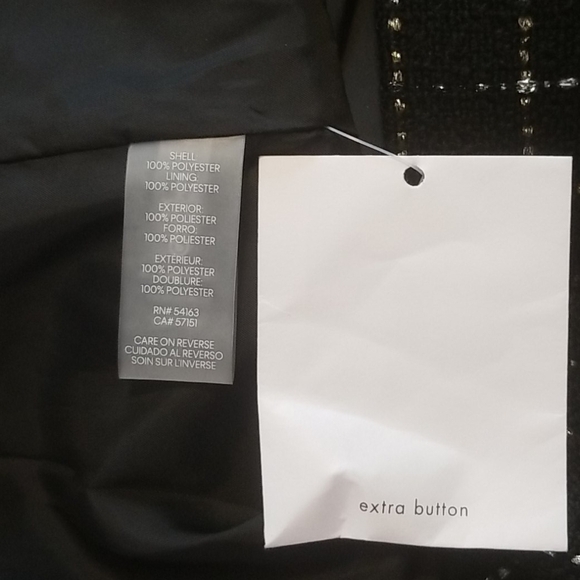 SHELL
100% POLYESTER
LINING:
100% POLYESTER
EXTERIOR:
100% POLIESTER
FORRO:
100% POLIESTER
EXTÉRIEUR:
100% POLYESTER
DOUBLURE:
100% POLYESTER
RN# 54163
CA# 57151
CARE ON REVERSE
CUIDADO AL REVERSO
SOIN SUR L'INVERSE
extra button